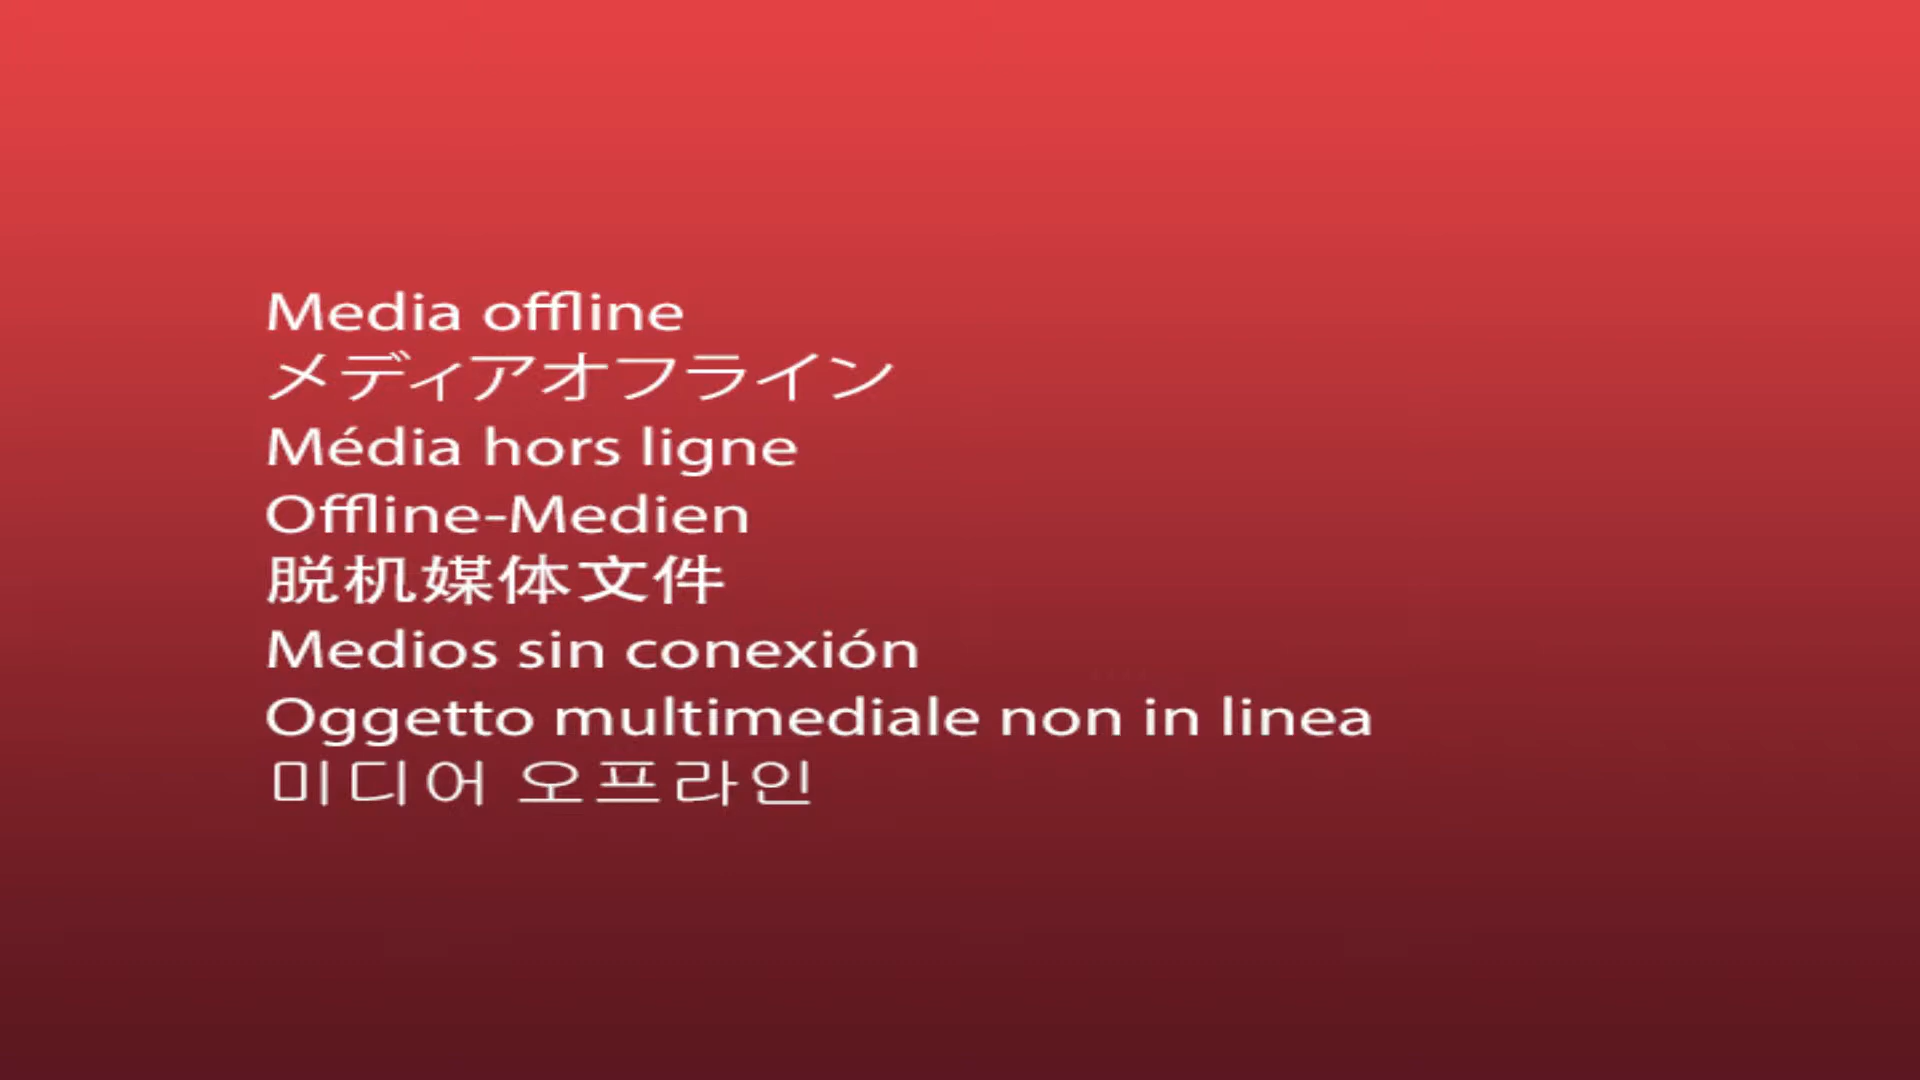 Media offline
メディアオフライン
Média hors ligne
Offline-Medien
脱机媒体文件
Medios sin conexión
Oggetto multimediale non in linea
미디어 오프라인